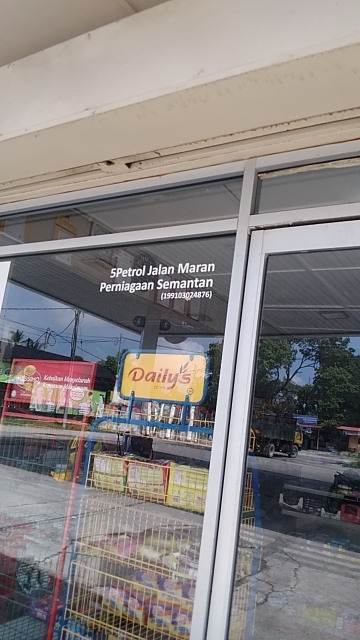 5Petrol Jalan Maran
Perniagaan Semantan
(199103024876)
Daily's